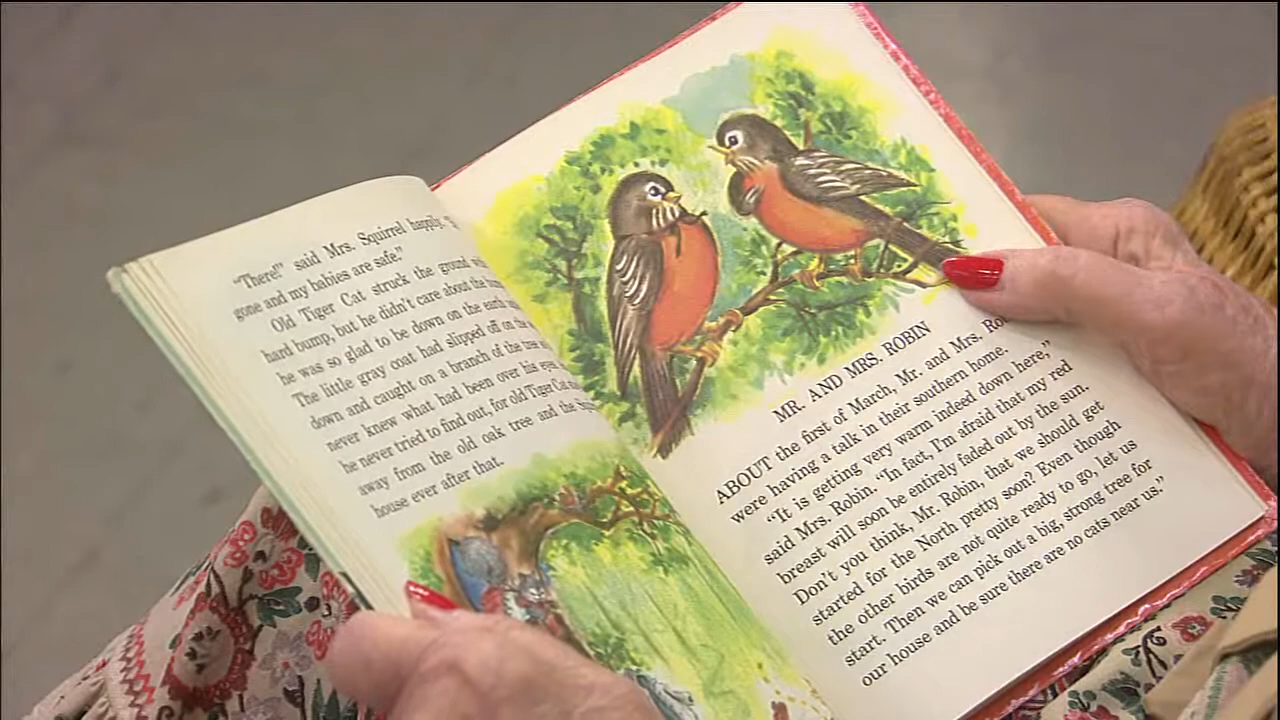 "There!" said Mrs. Squirrel happily.
gone and my babies are safe."
Old Tiger Cat struck the ground
hard bump, but he didn't care about the
he was so glad to be down on the earth
The little gray coat had slipped off on the
down and caught on a branch of the tree
never knew what had been over his eyes
he never tried to find out, for old Tiger Cat
away from the old oak tree and the
house ever after that.
MR. AND MRS. ROBIN
ABOUT the first of March, Mr. and Mrs.
were having a talk in their southern home.
"It is getting very warm indeed down here,"
said Mrs. Robin. "In fact, I'm afraid that my red
breast will soon be entirely faded out by the sun.
Don't you think, Mr. Robin, that we should get
started for the North pretty soon? Even though
the other birds are not quite ready to go, let us
start. Then we can pick out a big, strong tree for
our house and be sure there are no cats near us."